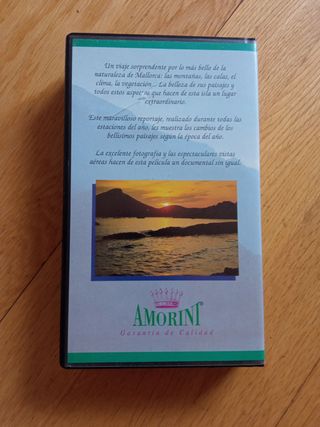 Un viaje sorprendente por lo más bello de la
naturaleza de Mallorca: las montañas, las calas, el
clima, la vegetación... La belleza de sus paisajes y
todos estos aspectos que hacen de esta isla un lugar
extraordinario.
Este maravilloso reportaje, realizado durante todas las
estaciones del año, les muestra los cambios de los
bellísimos paisajes según la época del año.
La excelente fotografía y las espectaculares vistas
aéreas hacen de esta película un documental sin igual.
AMORINI
Garantía de Calidad